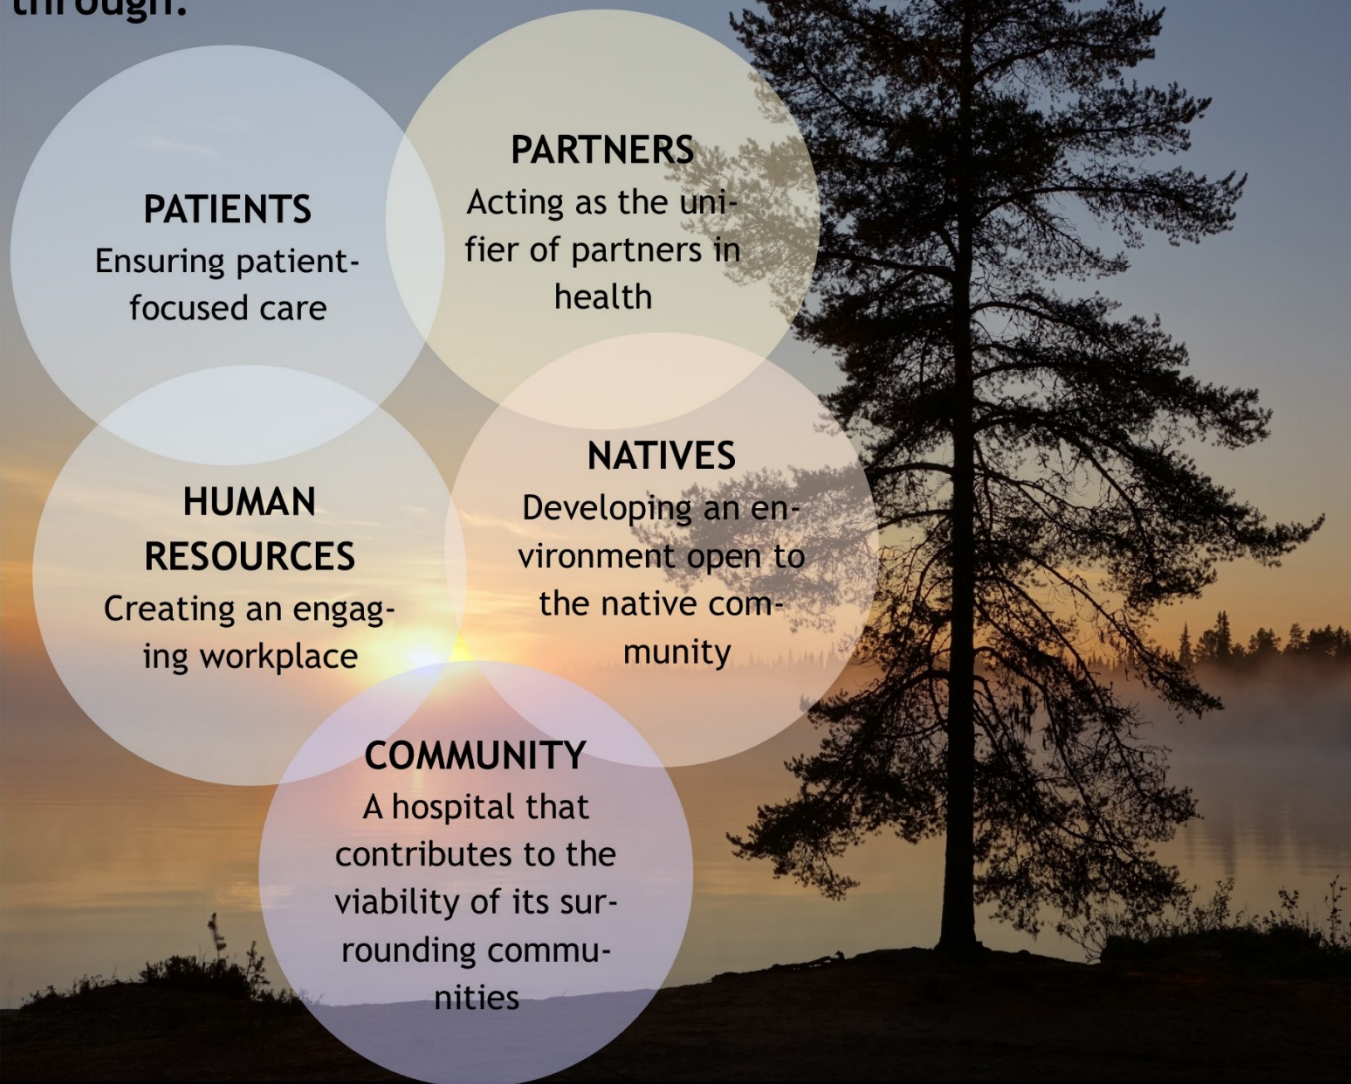 through:
PATIENTS
Ensuring patient-
focused care
PARTNERS
Acting as the uni-
fier of partners in
health
HUMAN
RESOURCES
Creating an engag-
ing workplace
NATIVES
Developing an en-
vironment open to
the native com-
munity
COMMUNITY
A hospital that
contributes to the
viability of its sur-
rounding commu-
nities